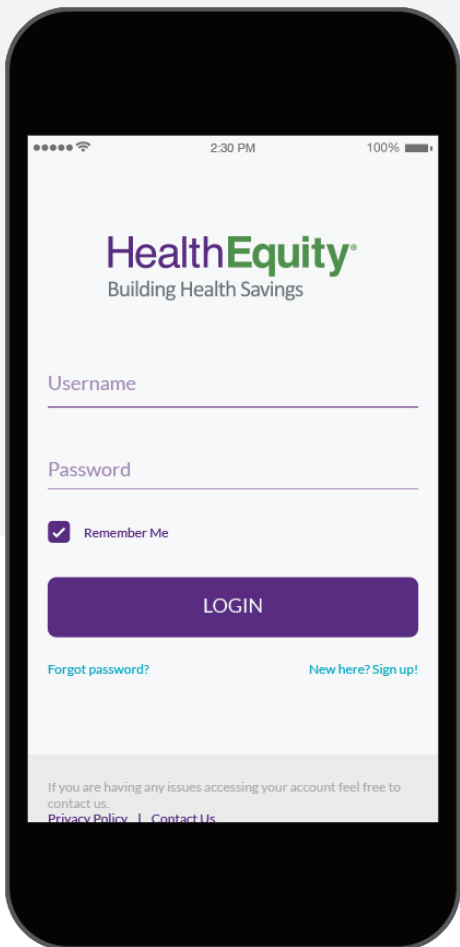 2:30 PM 100%
HealthEquity®
Building Health Savings
Username
Password
Remember Me
LOGIN
Forgot password? New here? Sign up!
If you are having any issues accessing your account feel free to
contact us.
Privacy Policy | Contact Us